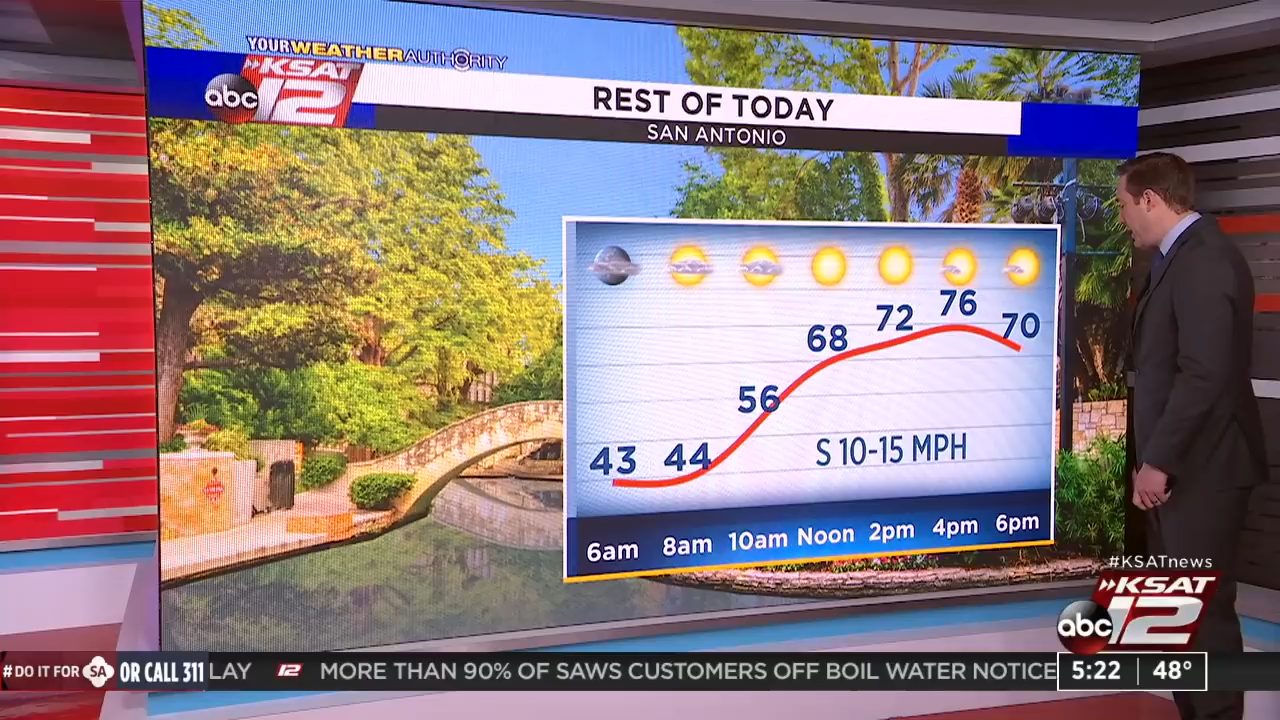 YOUR WEATHER AUTHORITY
»KSAT
abc 12
REST OF TODAY
SAN ANTONIO
43 44 56 68 72 76 70
S 10-15 MPH
6am 8am 10am Noon 2pm 4pm 6pm
#KSATnews
»KSAT
abc 12
#DO IT FOR SA OR CALL 311 LAY 12 MORE THAN 90% OF SAWS CUSTOMERS OFF BOIL WATER NOTICE 5:22 48°